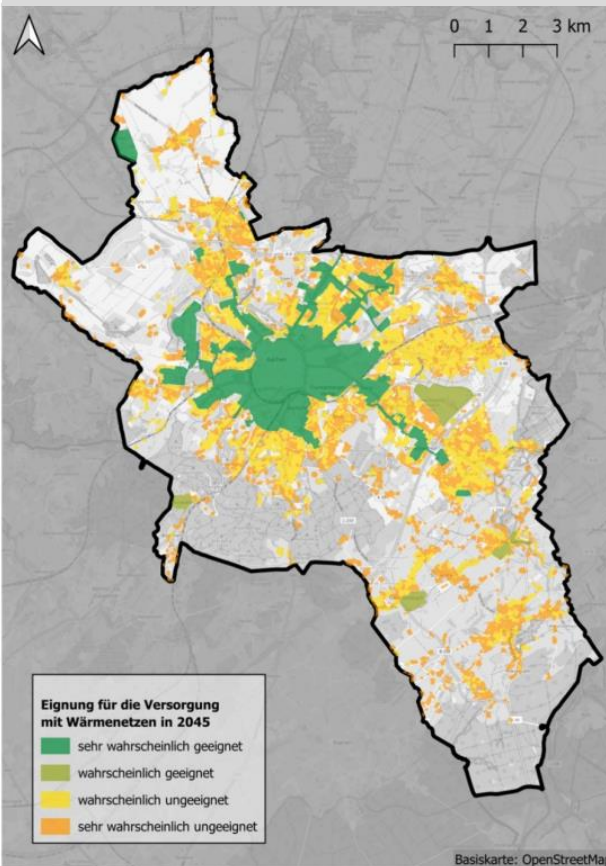 0 1 2 3 km
Eignung für die Versorgung
mit Wärmenetzen in 2045
sehr wahrscheinlich geeignet
wahrscheinlich geeignet
wahrscheinlich ungeeignet
sehr wahrscheinlich ungeeignet
Basiskarte: OpenStreetMa